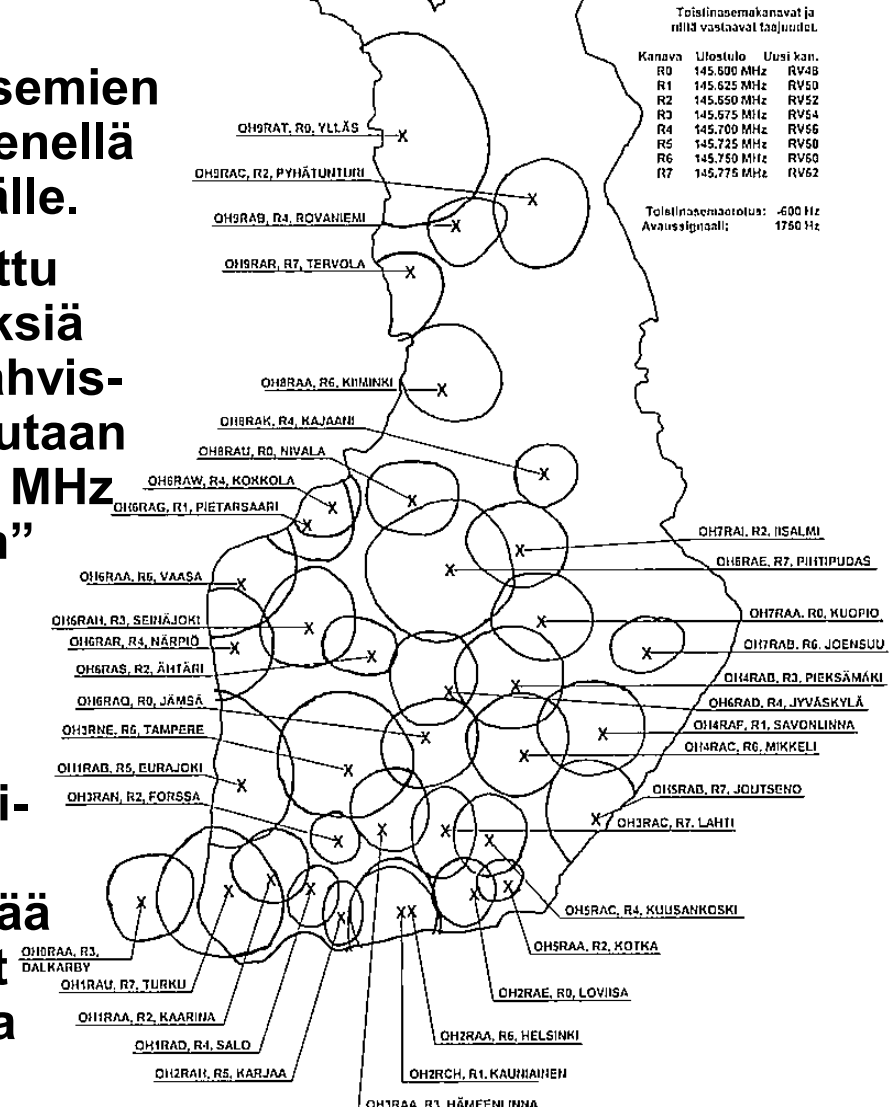 Toistinasemakanavat ja
niitä vastaavat taajuudet.
Kanava Ulostulo Uusi kan.
R0 145.600 MHz RV48
R1 145.625 MHz RV50
R2 145.650 MHz RV52
R3 145.675 MHz RV54
R4 145.700 MHz RV56
R5 145.725 MHz RV58
R6 145.750 MHz RV60
R7 145.775 MHz RV62
Toistinasemaerotus: -600 Hz
Avaussignaali: 1750 Hz
semien
enellä
älle.
ttu
ksiä
ahvis-
utaan
MHz
n”
i-
ää
t
a
OH9RAT, R0, YLLÄS
OH9RAC, R2, PYHÄTUNTURI
OH9RAB, R4, ROVANIEMI
OH9RAR, R7, TERVOLA
OH8RAA, R6, KIIMINKI
OH8RAK, R4, KAJAANI
OH8RAU, R0, NIVALA
OH6RAW, R4, KOKKOLA
OH6RAG, R1, PIETARSAARI
OH7RAI, R2, IISALMI
OH6RAE, R7, PIHTIPUDAS
OH6RAA, R6, VAASA
OH7RAA, R0, KUOPIO
OH6RAH, R3, SEINÄJOKI
OH6RAR, R4, NÄRPIÖ
OH7RAB, R6, JOENSUU
OH6RAS, R2, ÄHTÄRI
OH4RAB, R3, PIEKSÄMÄKI
OH6RAQ, R0, JÄMSÄ
OH6RAD, R4, JYVÄSKYLÄ
OH3RNE, R6, TAMPERE
OH4RAF, R1, SAVONLINNA
OH4RAC, R6, MIKKELI
OH1RAB, R5, EURAJOKI
OH5RAB, R7, JOUTSENO
OH3RAN, R2, FORSSA
OH3RAC, R7, LAHTI
OH5RAC, R4, KUUSANKOSKI
OH5RAA, R2, KOTKA
OH0RAA, R3,
DALKARBY
OH1RAU, R7, TURKU
OH2RAE, R0, LOVIISA
OH1RAA, R2, KAARINA
OH2RAA, R6, HELSINKI
OH1RAD, R4, SALO
OH2RAH, R5, KARJAA
OH2RCH, R1, KAUNIAINEN
OH3RAA, R3, HÄMEENLINNA